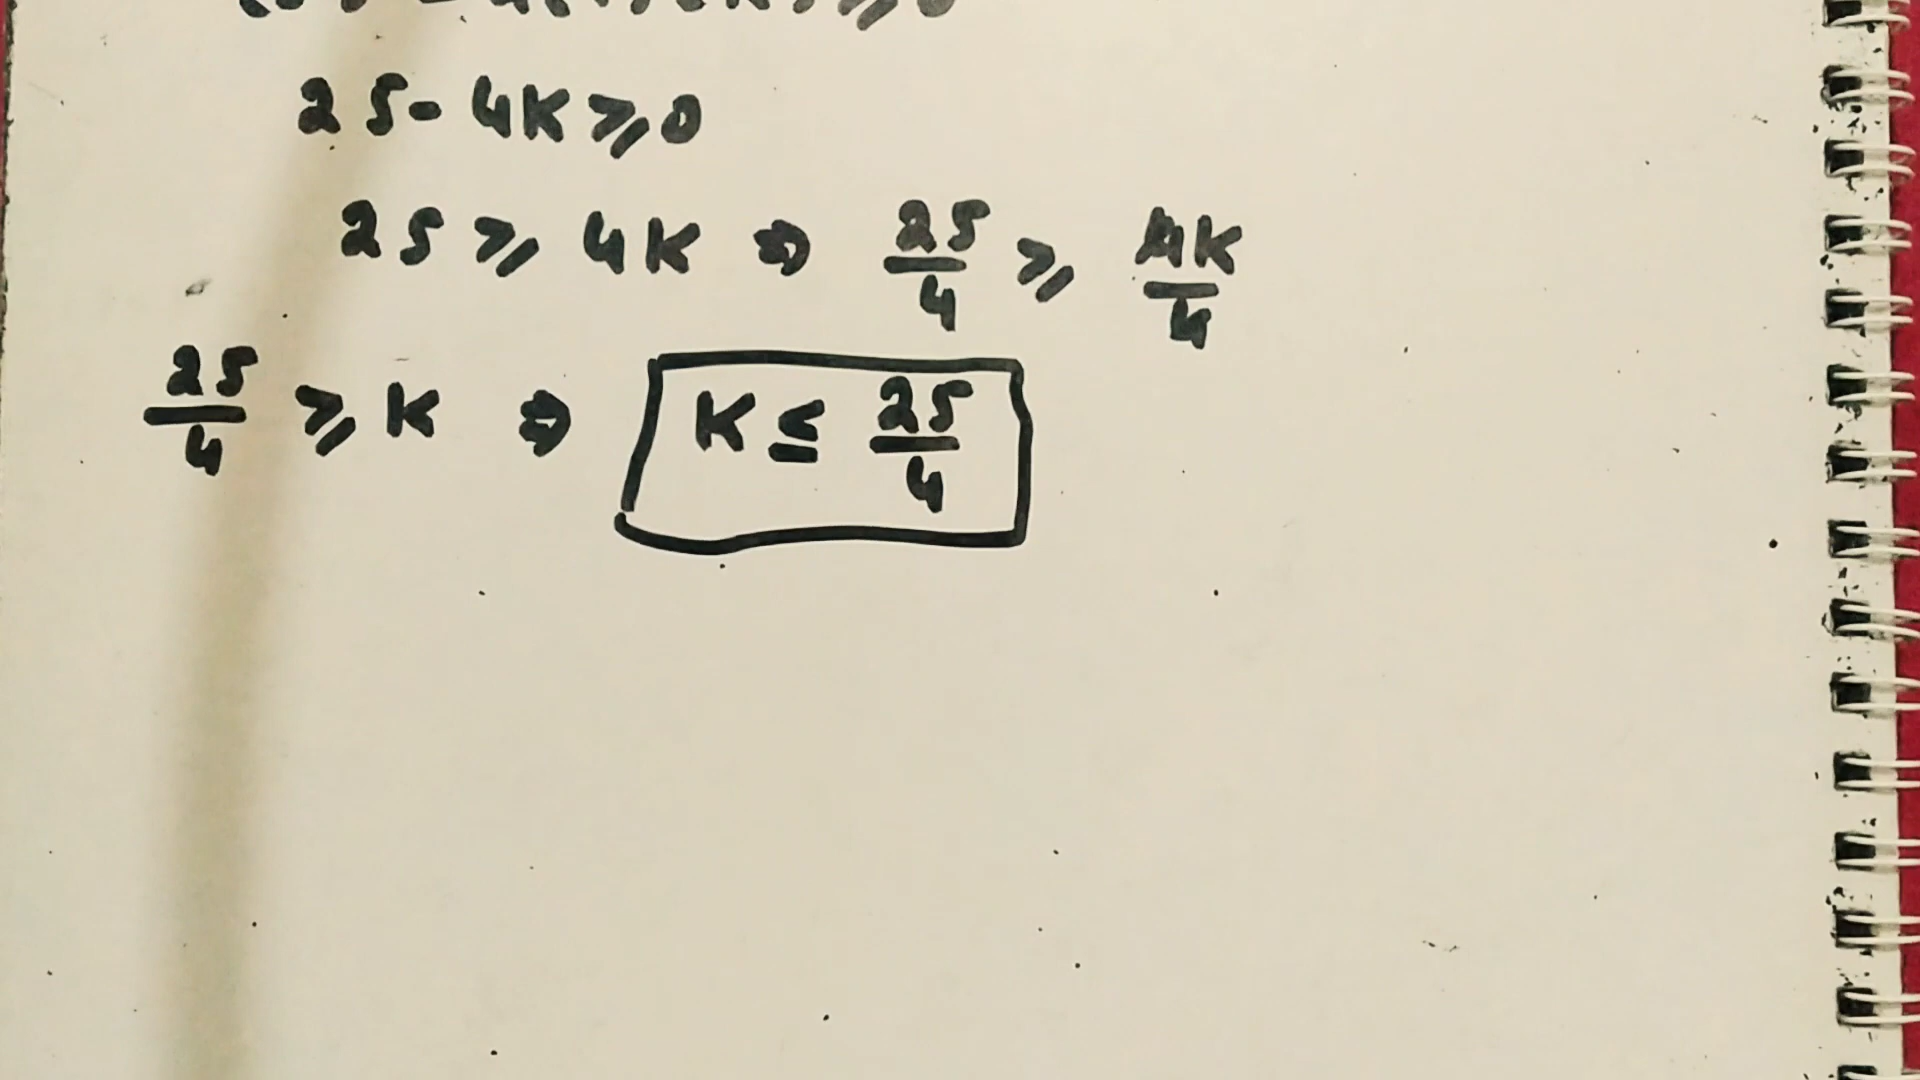 25 - 4K ⩾ 0
25 ⩾ 4K ⇒ 25/4 ⩾ 4K/4
25/4 ⩾ K ⇒ K ≤ 25/4